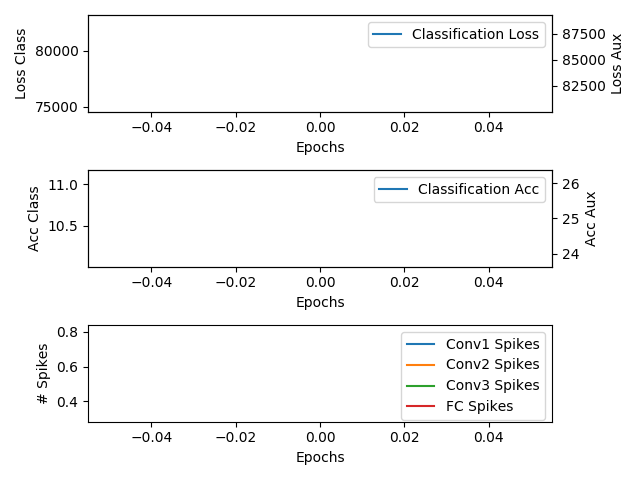 Loss Class
80000
75000
Classification Loss
87500
85000
82500
Loss Aux
−0.04 −0.02 0.00 0.02 0.04
Epochs
Acc Class
11.0
10.5
Classification Acc
26
25
24
Acc Aux
−0.04 −0.02 0.00 0.02 0.04
Epochs
# Spikes
0.8
0.6
0.4
Conv1 Spikes
Conv2 Spikes
Conv3 Spikes
FC Spikes
−0.04 −0.02 0.00 0.02 0.04
Epochs